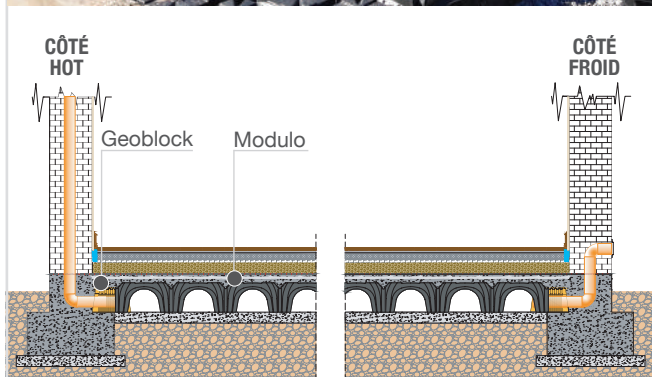 CÔTÉ
HOT
CÔTÉ
FROID
Geoblock
Modulo